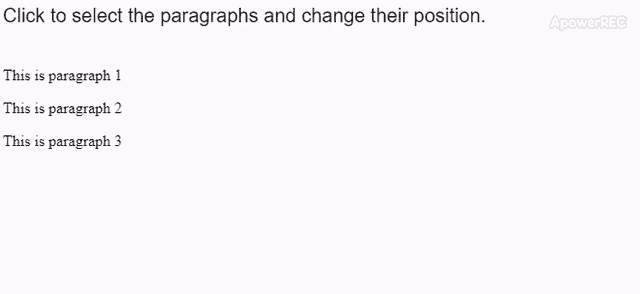 Click to select the paragraphs and change their position.
ApowerREC
This is paragraph 1
This is paragraph 2
This is paragraph 3